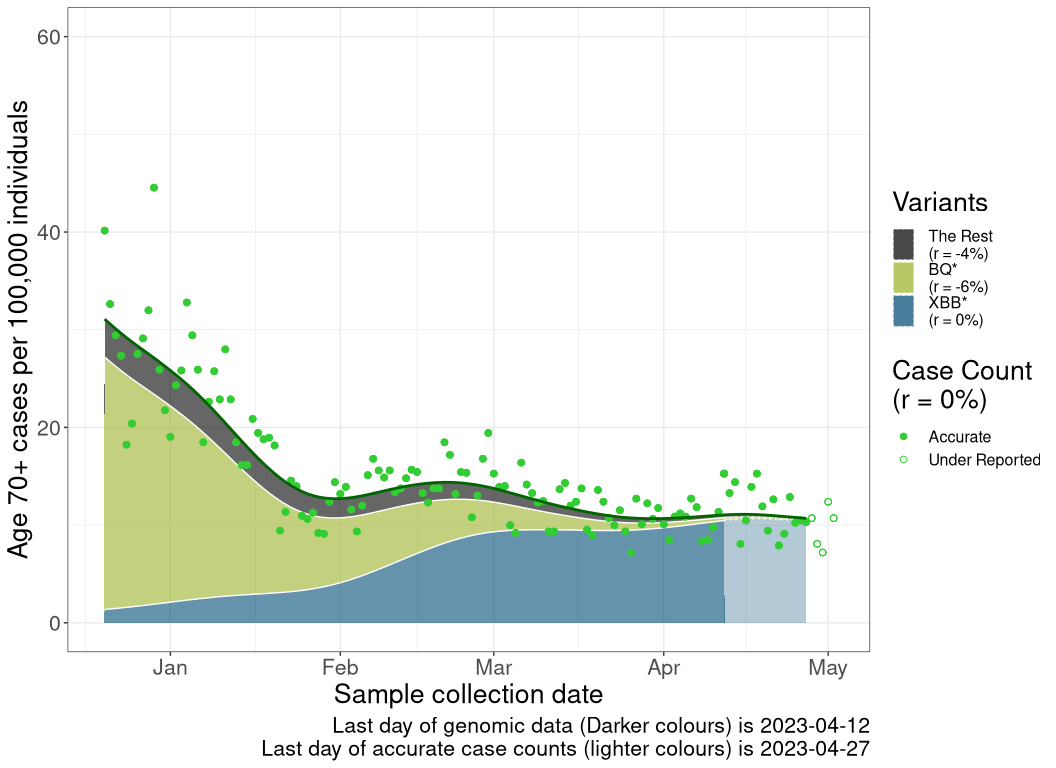 Age 70+ cases per 100,000 individuals
60
40
20
0
Jan
Feb
Mar
Apr
May
Sample collection date
Last day of genomic data (Darker colours) is 2023-04-12
Last day of accurate case counts (lighter colours) is 2023-04-27
Variants
The Rest
(r = -4%)
BQ*
(r = -6%)
XBB*
(r = 0%)
Case Count
(r = 0%)
Accurate
Under Reported